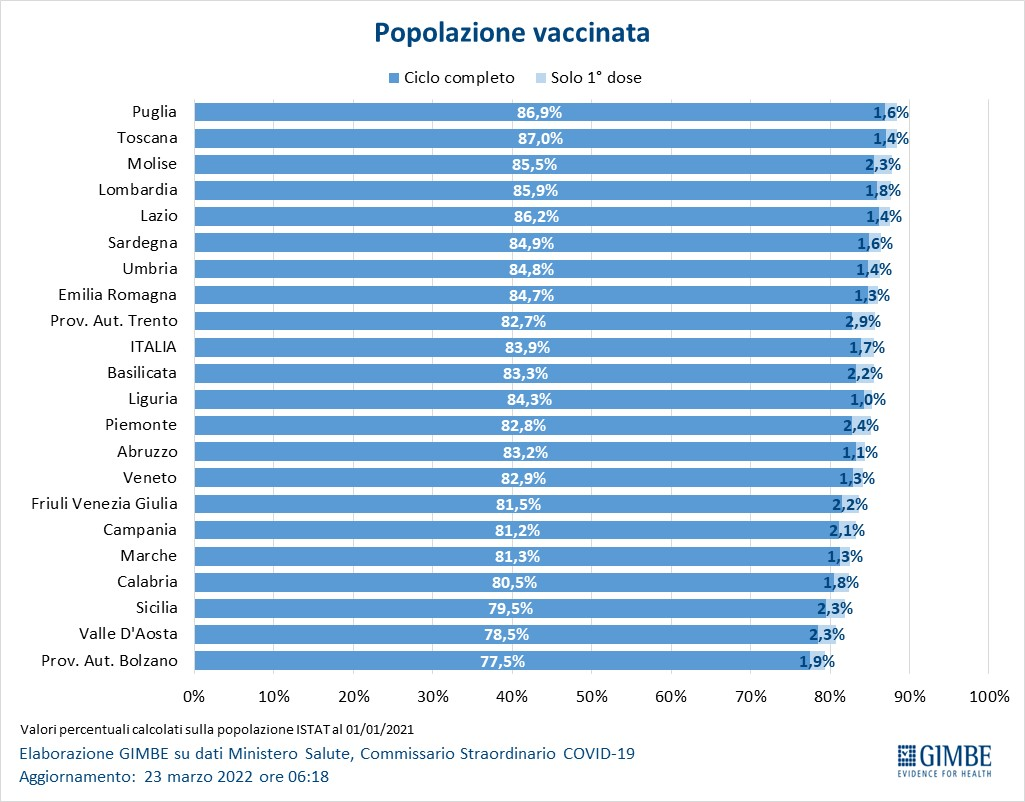 Popolazione vaccinata
Ciclo completo Solo 1° dose
Puglia 86,9% 1,6%
Toscana 87,0% 1,4%
Molise 85,5% 2,3%
Lombardia 85,9% 1,8%
Lazio 86,2% 1,4%
Sardegna 84,9% 1,6%
Umbria 84,8% 1,4%
Emilia Romagna 84,7% 1,3%
Prov. Aut. Trento 82,7% 2,9%
ITALIA 83,9% 1,7%
Basilicata 83,3% 2,2%
Liguria 84,3% 1,0%
Piemonte 82,8% 2,4%
Abruzzo 83,2% 1,1%
Veneto 82,9% 1,3%
Friuli Venezia Giulia 81,5% 2,2%
Campania 81,2% 2,1%
Marche 81,3% 1,3%
Calabria 80,5% 1,8%
Sicilia 79,5% 2,3%
Valle D'Aosta 78,5% 2,3%
Prov. Aut. Bolzano 77,5% 1,9%
0% 10% 20% 30% 40% 50% 60% 70% 80% 90% 100%
Valori percentuali calcolati sulla popolazione ISTAT al 01/01/2021
Elaborazione GIMBE su dati Ministero Salute, Commissario Straordinario COVID-19
Aggiornamento: 23 marzo 2022 ore 06:18
GIMBE
EVIDENCE FOR HEALTH